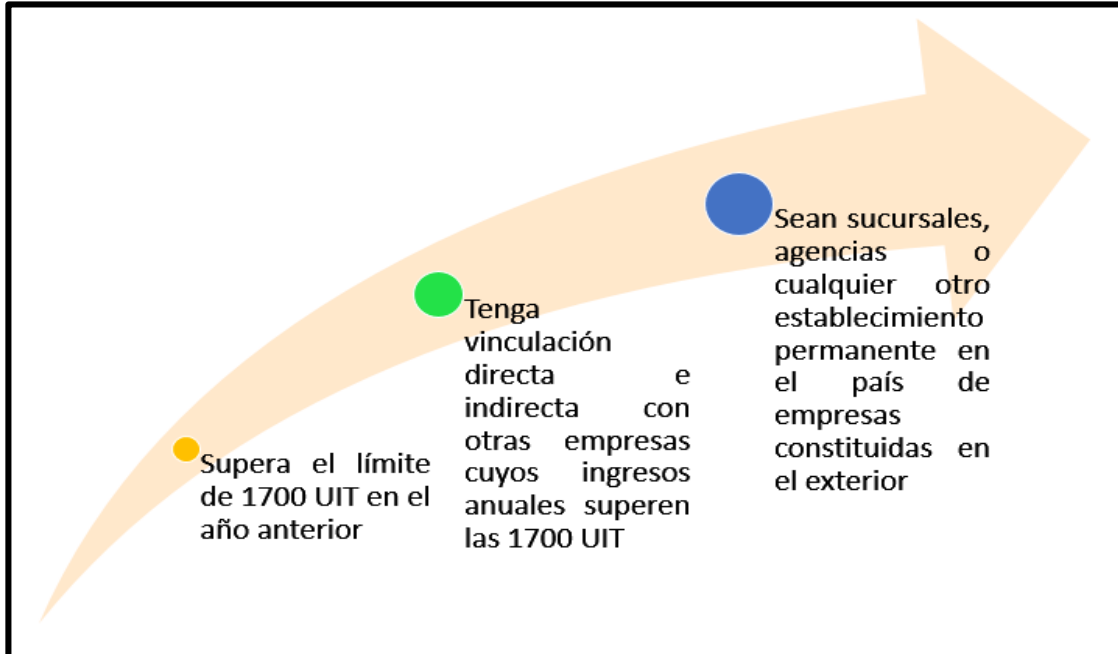 Supera el límite
de 1700 UIT en el
año anterior
Tenga
vinculación
directa e
indirecta con
otras empresas
cuyos ingresos
anuales superen
las 1700 UIT
Sean sucursales,
agencias o
cualquier otro
establecimiento
permanente en
el país de
empresas
constituidas en
el exterior